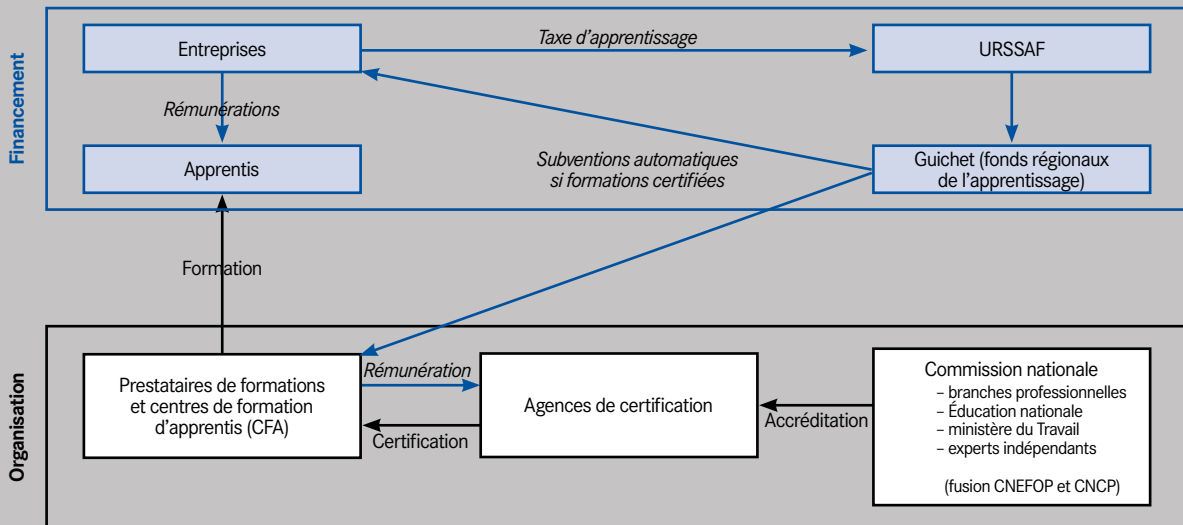 Financement
Entreprises
Taxe d'apprentissage
URSSAF
Rémunérations
Apprentis
Subventions automatiques
si formations certifiées
Guichet (fonds régionaux
de l'apprentissage)
Formation
Organisation
Prestataires de formations
et centres de formation
d'apprentis (CFA)
Rémunération
Certification
Agences de certification
Accréditation
Commission nationale
– branches professionnelles
– Éducation nationale
– ministère du Travail
– experts indépendants
(fusion CNEFOP et CNCP)